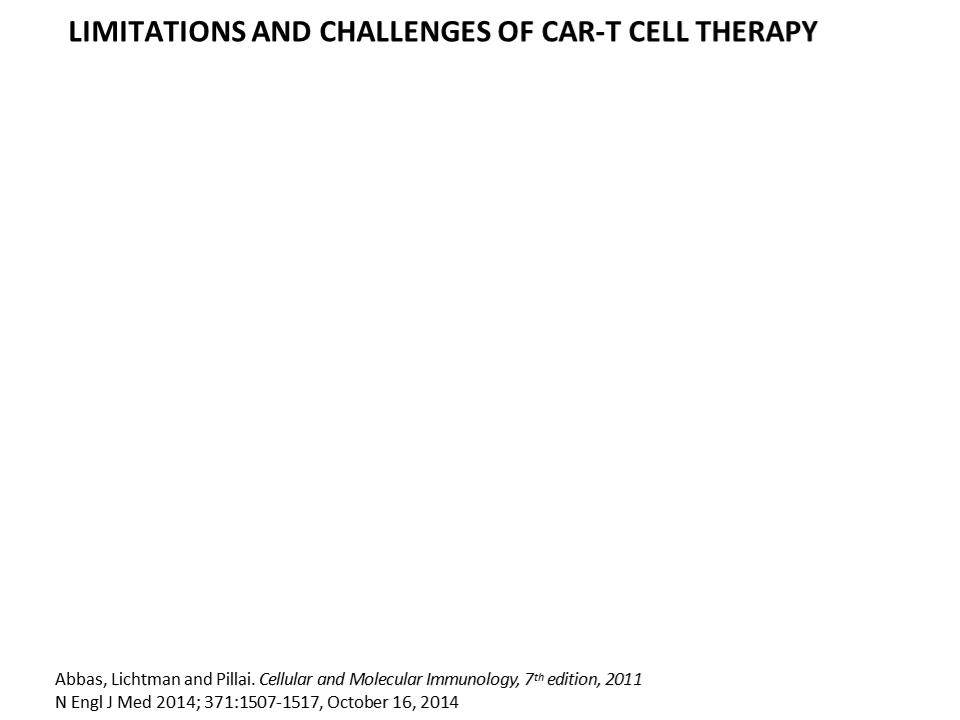 LIMITATIONS AND CHALLENGES OF CAR-T CELL THERAPY
Abbas, Lichtman and Pillai. Cellular and Molecular Immunology, 7th edition, 2011
N Engl J Med 2014; 371:1507-1517, October 16, 2014